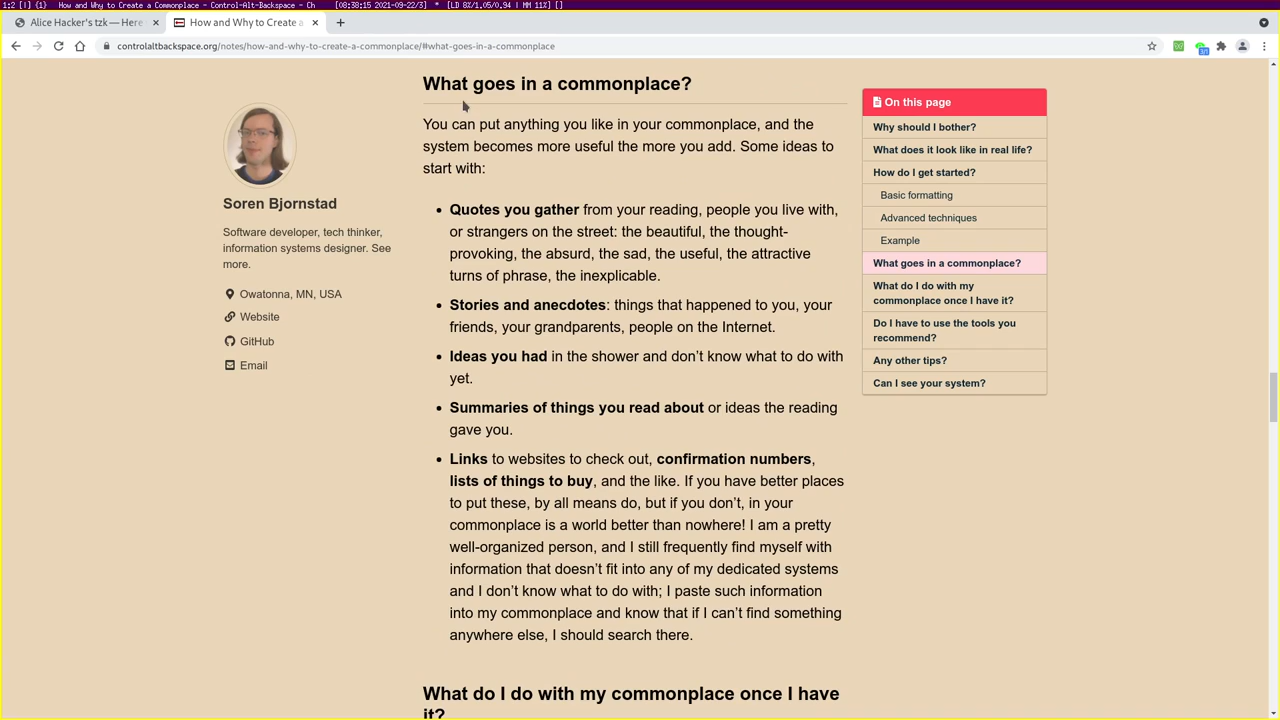 1:2 [|] {1} How and Why to Create a Commonplace - Control-Alt-Backspace - Ch [08:38:15 2021-09-22/3] * [LD 8%/1.05/0.94 | MM 11%] []
Alice Hacker's tzk — Here
How and Why to Create a
controlaltbackspace.org/notes/how-and-why-to-create-a-commonplace/#what-goes-in-a-commonplace
Soren Bjornstad
Software developer, tech thinker,
information systems designer. See
more.
Owatonna, MN, USA
Website
GitHub
Email
What goes in a commonplace?
You can put anything you like in your commonplace, and the
system becomes more useful the more you add. Some ideas to
start with:
• Quotes you gather from your reading, people you live with,
or strangers on the street: the beautiful, the thought-
provoking, the absurd, the sad, the useful, the attractive
turns of phrase, the inexplicable.
• Stories and anecdotes: things that happened to you, your
friends, your grandparents, people on the Internet.
• Ideas you had in the shower and don’t know what to do with
yet.
• Summaries of things you read about or ideas the reading
gave you.
• Links to websites to check out, confirmation numbers,
lists of things to buy, and the like. If you have better places
to put these, by all means do, but if you don’t, in your
commonplace is a world better than nowhere! I am a pretty
well-organized person, and I still frequently find myself with
information that doesn’t fit into any of my dedicated systems
and I don’t know what to do with; I paste such information
into my commonplace and know that if I can’t find something
anywhere else, I should search there.
What do I do with my commonplace once I have
it?
On this page
Why should I bother?
What does it look like in real life?
How do I get started?
Basic formatting
Advanced techniques
Example
What goes in a commonplace?
What do I do with my
commonplace once I have it?
Do I have to use the tools you
recommend?
Any other tips?
Can I see your system?